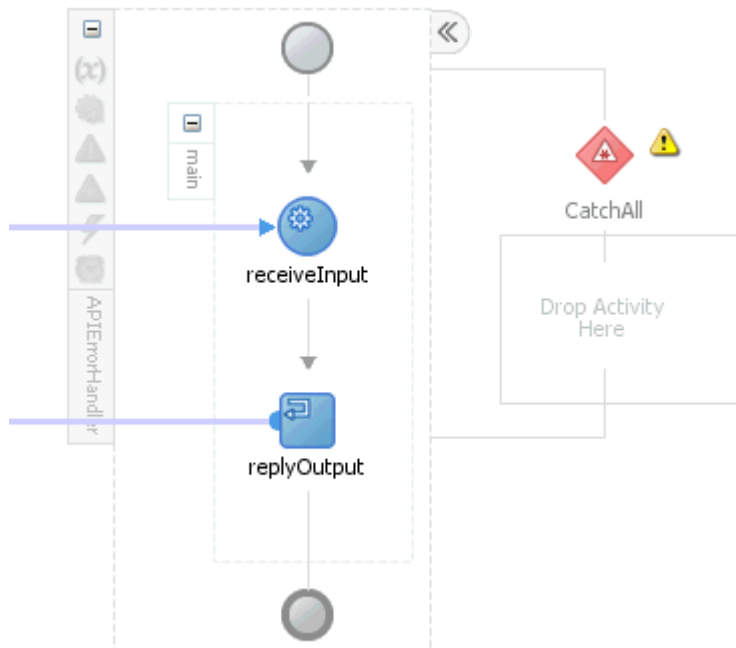 (x)
main
receiveInput
APIErrorHandler
replyOutput
CatchAll
Drop Activity
Here